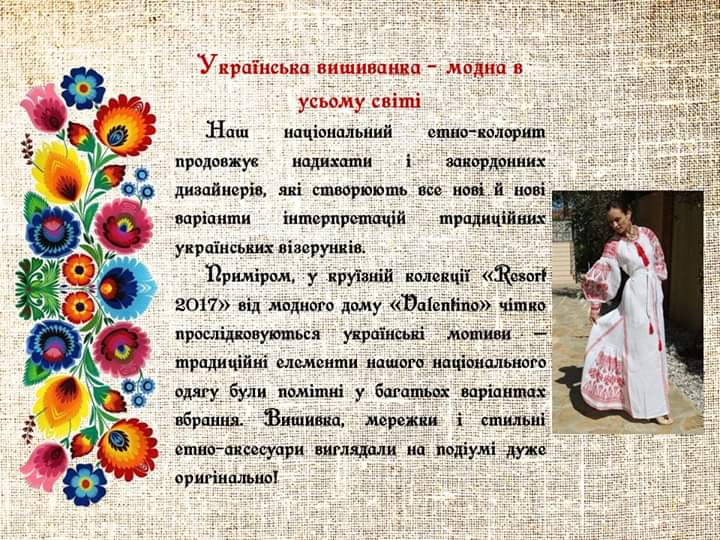 Українська вишиванка – модна в
усьому світі
Наш національний етно-колорит
продовжує надихати і закордонних
дизайнерів, які створюють все нові й нові
варіанти інтерпретацій традиційних
українських візерунків.
Приміром, у круїзній колекції «Resort
2017» від модного дому «Valentino» чітко
прослідковуються українські мотиви –
традиційні елементи нашого національного
одягу були помітні у багатьох варіантах
вбрання. Вишивка, мережки і стильні
етно-аксесуари виглядали на подіумі дуже
оригінально!